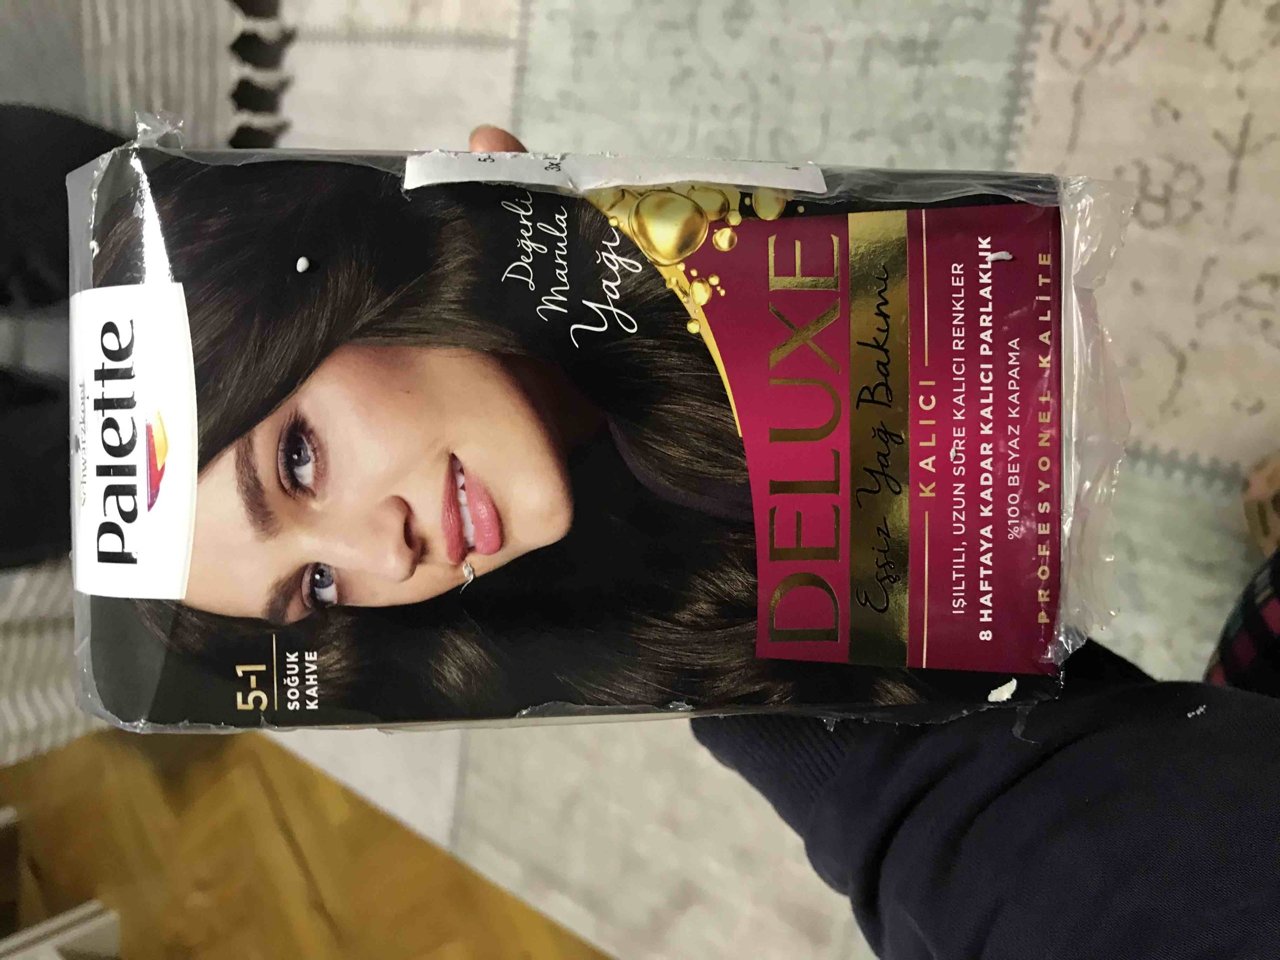 Schwarzkopf
Palette
5-1
SOĞUK
KAHVE
Değerli
Marula
Yağı
DELUXE
Eşsiz Yağ Bakımı
KALICI
IŞILTILI, UZUN SÜRE KALICI RENKLER
8 HAFTAYA KADAR KALICI PARLAKLIK
%100 BEYAZ KAPAMA
PROFESYONEL KALİTE